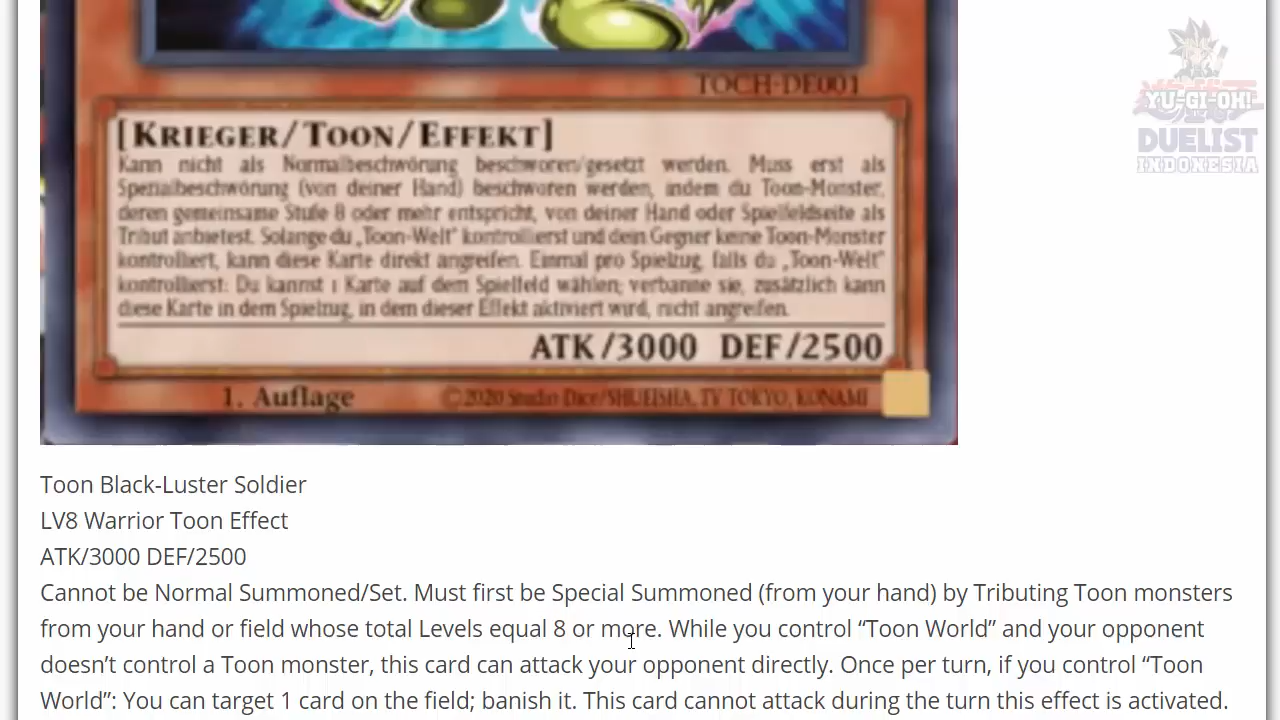 TOCH-DE001
YU-GI-OH!
DUELIST
INDONESIA
[KRIEGER/TOON/EFFEKT]
Kann nicht als Normalbeschwörung beschworen/gesetzt werden. Muss erst als
Spezialbeschwörung (von deiner Hand) beschworen werden, indem du Toon-Monster,
deren gemeinsame Stufe 8 oder mehr entspricht, von deiner Hand oder Spielfeldseite als
Tribut anbietest. Solange du „Toon-Welt“ kontrollierst und dein Gegner keine Toon-Monster
kontrolliert, kann diese Karte direkt angreifen. Einmal pro Spielzug, falls du „Toon-Welt“
kontrollierst: Du kannst 1 Karte auf dem Spielfeld wählen; verbanne sie, zusätzlich kann
diese Karte in dem Spielzug, in dem dieser Effekt aktiviert wird, nicht angreifen.
ATK/3000 DEF/2500
1. Auflage
©2020 Studio Dice/SHUEISHA, TV TOKYO, KONAMI
Toon Black-Luster Soldier
LV8 Warrior Toon Effect
ATK/3000 DEF/2500
Cannot be Normal Summoned/Set. Must first be Special Summoned (from your hand) by Tributing Toon monsters
from your hand or field whose total Levels equal 8 or more. While you control “Toon World” and your opponent
doesn’t control a Toon monster, this card can attack your opponent directly. Once per turn, if you control “Toon
World”: You can target 1 card on the field; banish it. This card cannot attack during the turn this effect is activated.